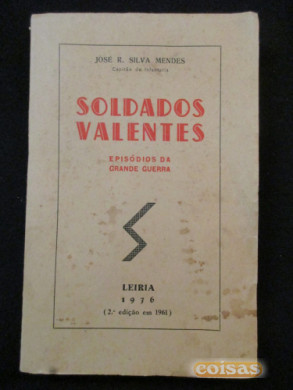 JOSÉ R. SILVA MENDES
Capitão de Infantaria
SOLDADOS
VALENTES
EPISÓDIOS DA
GRANDE GUERRA
LEIRIA
1976
(2.ª edição em 1961)
coisas